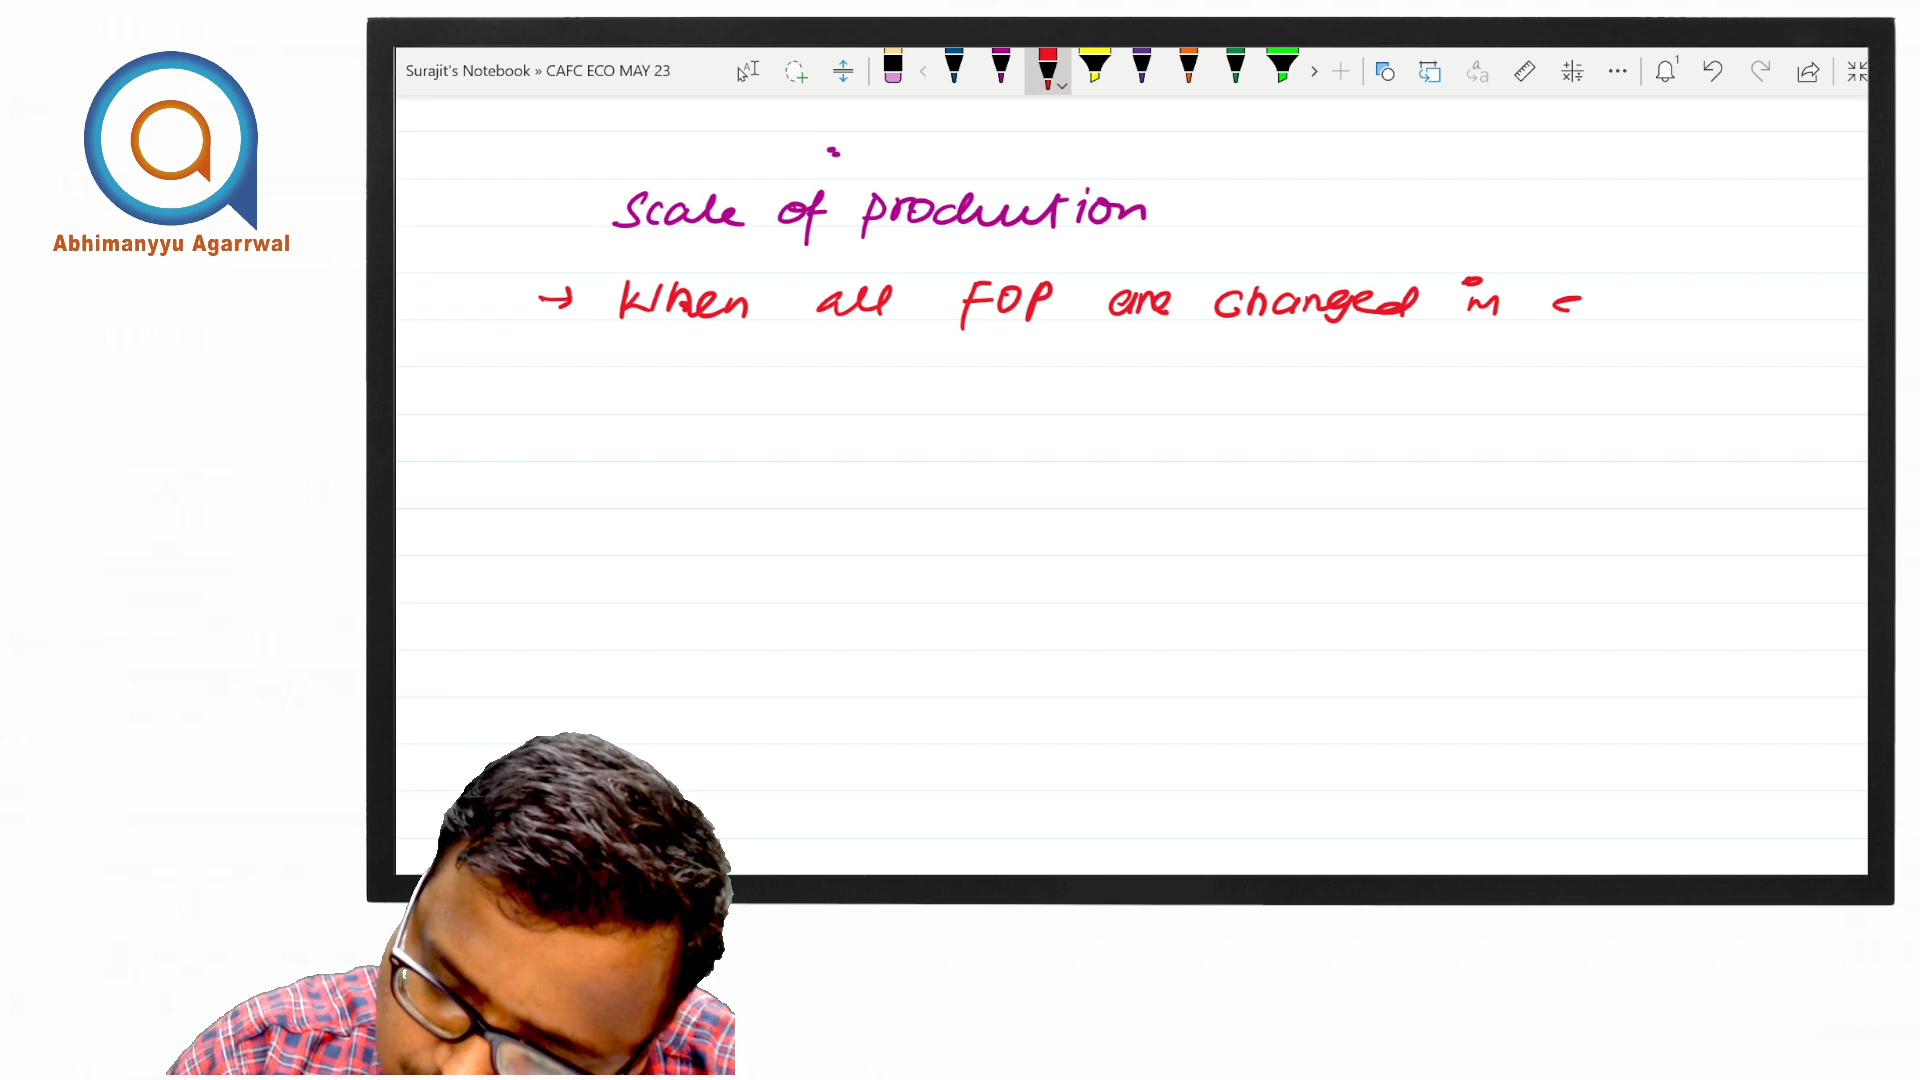 Surajit's Notebook » CAFC ECO MAY 23
Abhimanyyu Agarrwal
Scale of production
→ When all FOP are changed in